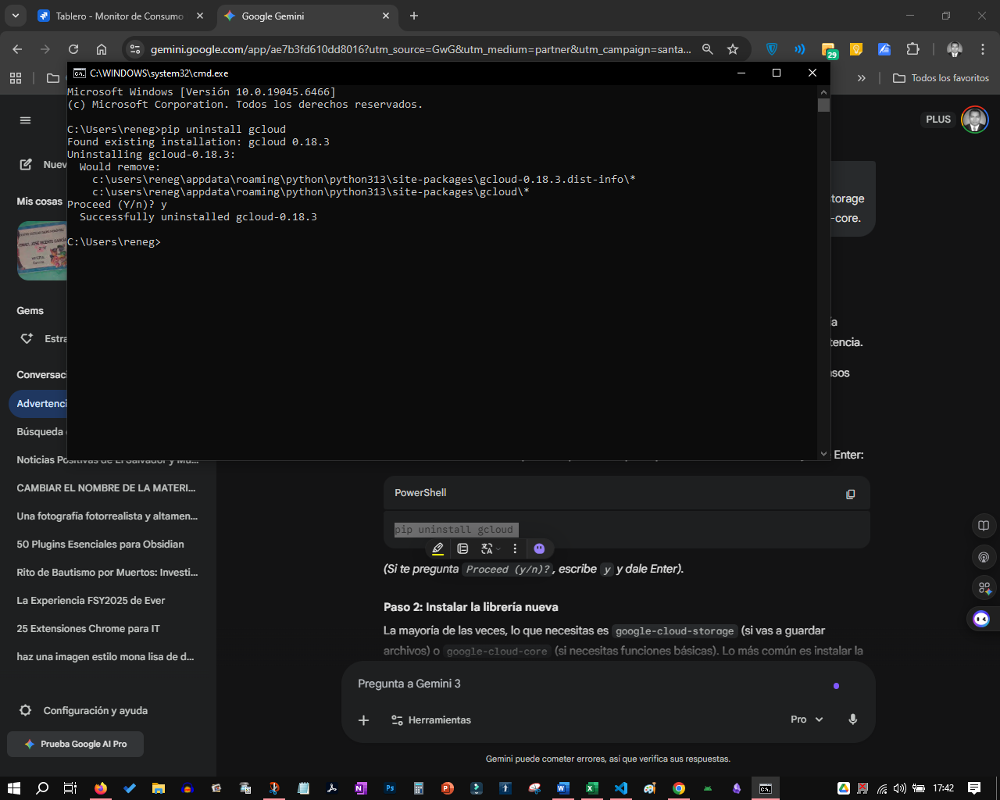 Tablero - Monitor de Consumo
Google Gemini
gemini.google.com/app/ae7b3fd610dd8016?utm_source=GwG&utm_medium=partner&utm_campaign=santa...
29
Todos los favoritos
C:\WINDOWS\system32\cmd.exe
Microsoft Windows [Versión 10.0.19045.6466]
(c) Microsoft Corporation. Todos los derechos reservados.
C:\Users\reneg>pip uninstall gcloud
Found existing installation: gcloud 0.18.3
Uninstalling gcloud-0.18.3:
Would remove:
c:\users\reneg\appdata\roaming\python\python313\site-packages\gcloud-0.18.3.dist-info\*
c:\users\reneg\appdata\roaming\python\python313\site-packages\gcloud\*
Proceed (Y/n)? y
Successfully uninstalled gcloud-0.18.3
C:\Users\reneg>
PLUS
Nuev
Mis cosas
Gems
Estra
Conversaci
Advertenci
Búsqueda
Noticias Positivas de El Salvador y Mu...
CAMBIAR EL NOMBRE DE LA MATERI...
Una fotografía fotorrealista y altamen...
50 Plugins Esenciales para Obsidian
Rito de Bautismo por Muertos: Investi...
La Experiencia FSY2025 de Ever
25 Extensiones Chrome para IT
haz una imagen estilo mona lisa de d...
Configuración y ayuda
Prueba Google AI Pro
torage
-core.
ía
tencia.
sos
Enter:
PowerShell
pip uninstall gcloud
(Si te pregunta Proceed (y/n)?, escribe y y dale Enter).
Paso 2: Instalar la librería nueva
La mayoría de las veces, lo que necesitas es google-cloud-storage (si vas a guardar
archivos) o google-cloud-core (si necesitas funciones básicas). Lo más común es instalar la
Pregunta a Gemini 3
Herramientas
Pro
Gemini puede cometer errores, así que verifica sus respuestas.
17:42